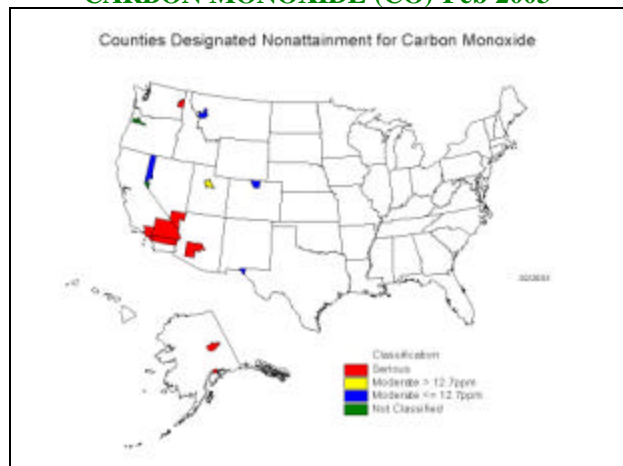 CARBON MONOXIDE (CO) Feb 2003
Counties Designated Nonattainment for Carbon Monoxide
Classification
Serious
Moderate > 12.7ppm
Moderate <= 12.7ppm
Not Classified